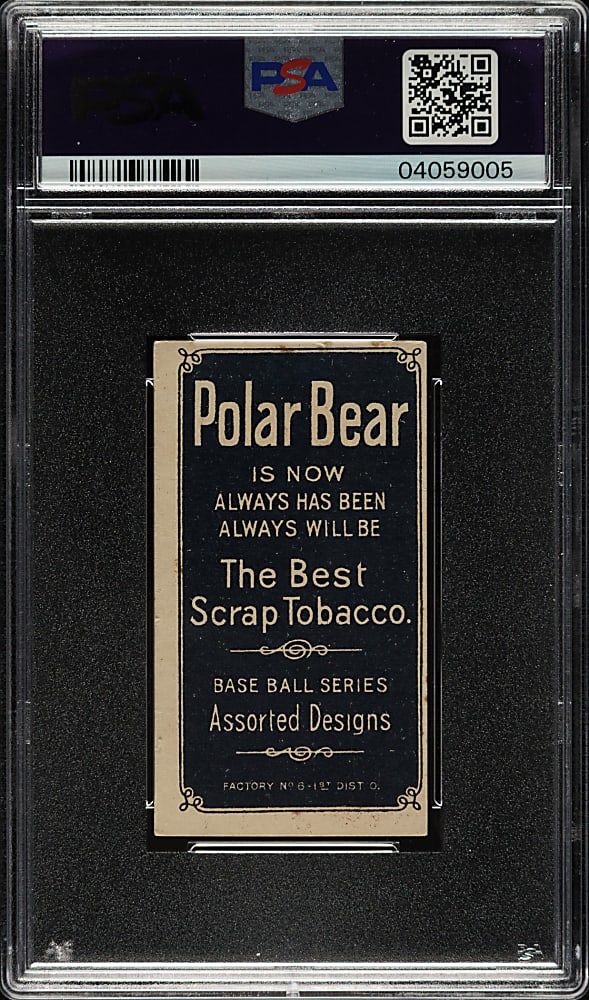 PSA
04059005
Polar Bear
IS NOW
ALWAYS HAS BEEN
ALWAYS WILL BE
The Best
Scrap Tobacco.
BASE BALL SERIES
Assorted Designs
FACTORY Nº 6 - 1ST DIST O.